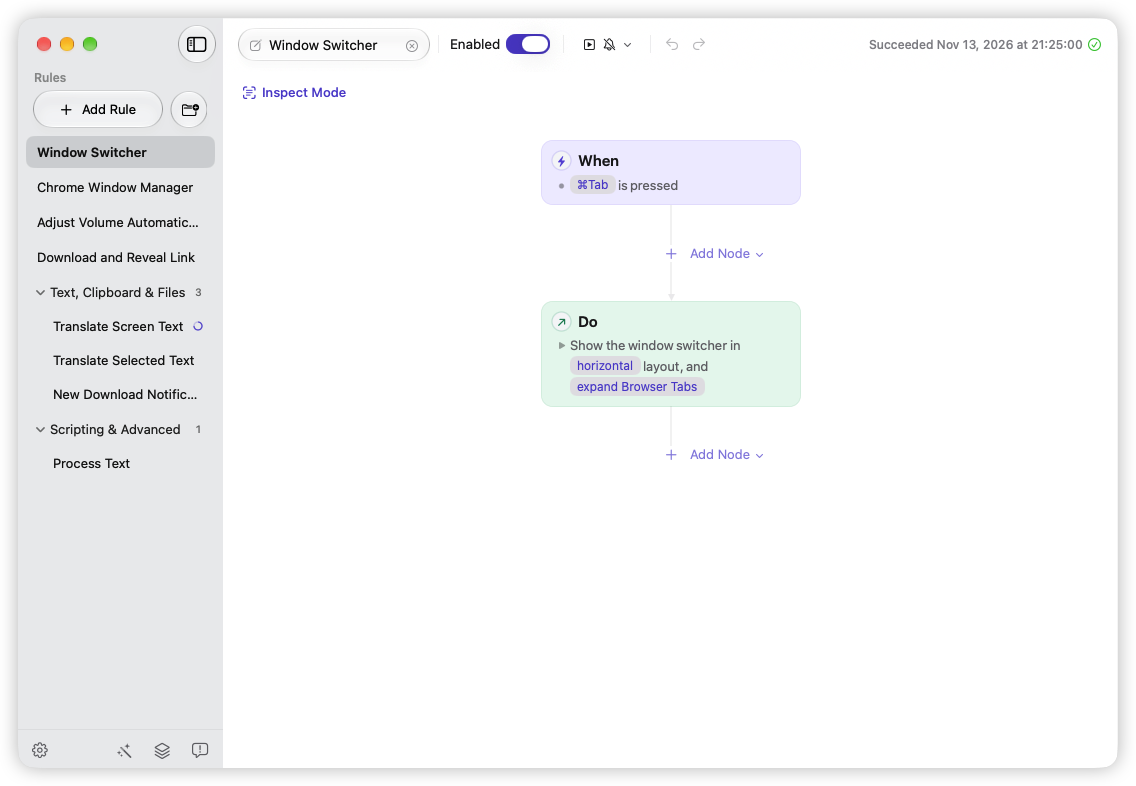 Window Switcher
Enabled
Succeeded Nov 13, 2026 at 21:25:00
Rules
Add Rule
Window Switcher
Chrome Window Manager
Adjust Volume Automatic...
Download and Reveal Link
Text, Clipboard & Files 3
Translate Screen Text
Translate Selected Text
New Download Notific...
Scripting & Advanced 1
Process Text
Inspect Mode
When
⌘Tab is pressed
Add Node
Do
Show the window switcher in
horizontal layout, and
expand Browser Tabs
Add Node